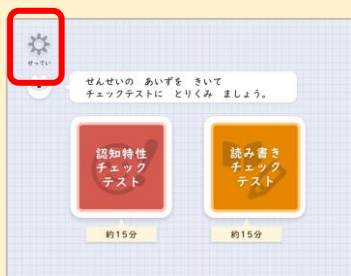 せってい
せんせいの　あいずを　きいて
チェックテストに　とりくみ　ましょう。
認知特性
チェック
テスト
読み書き
チェック
テスト
約15分
約15分